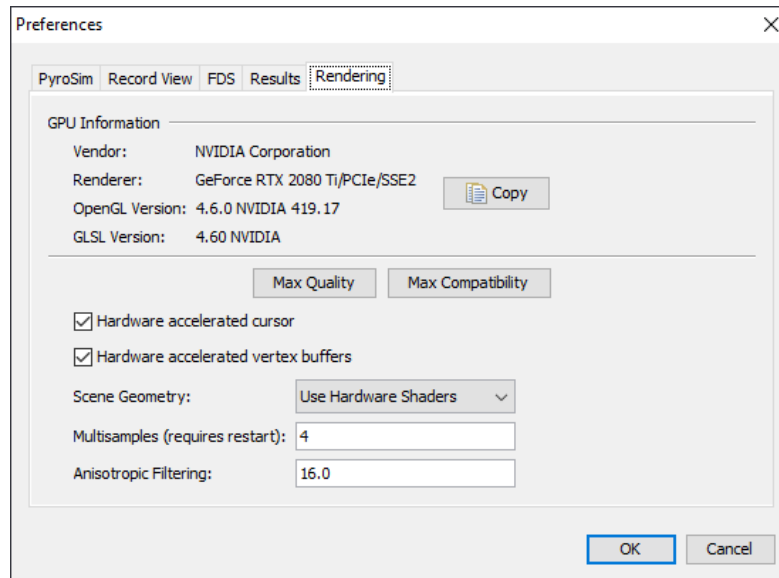 Preferences
PyroSim Record View FDS Results Rendering
GPU Information
Vendor: NVIDIA Corporation
Renderer: GeForce RTX 2080 Ti/PCIe/SSE2
Copy
OpenGL Version: 4.6.0 NVIDIA 419.17
GLSL Version: 4.60 NVIDIA
Max Quality Max Compatibility
Hardware accelerated cursor
Hardware accelerated vertex buffers
Scene Geometry: Use Hardware Shaders
Multisamples (requires restart): 4
Anisotropic Filtering: 16.0
OK Cancel